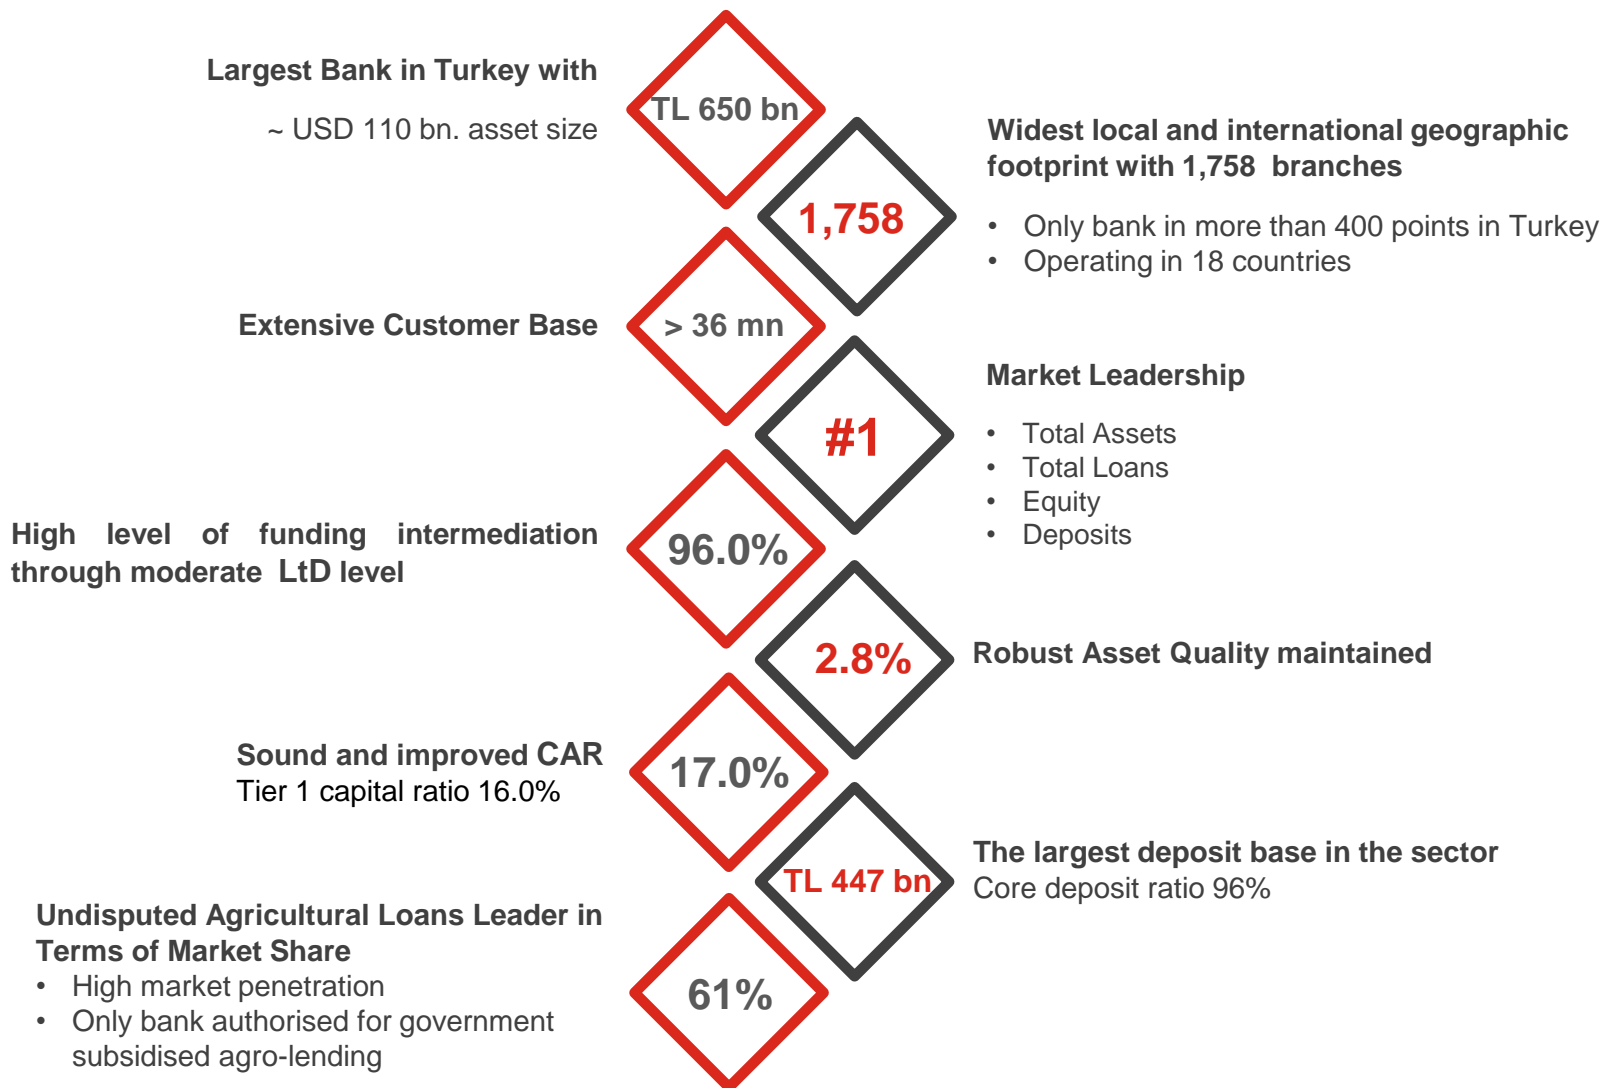 Largest Bank in Turkey with
~ USD 110 bn. asset size
TL 650 bn
Widest local and international geographic
footprint with 1,758 branches
• Only bank in more than 400 points in Turkey
• Operating in 18 countries
1,758
Extensive Customer Base
> 36 mn
Market Leadership
• Total Assets
• Total Loans
• Equity
• Deposits
#1
High level of funding intermediation
through moderate LtD level
96.0%
2.8%
Robust Asset Quality maintained
Sound and improved CAR
Tier 1 capital ratio 16.0%
17.0%
TL 447 bn
The largest deposit base in the sector
Core deposit ratio 96%
Undisputed Agricultural Loans Leader in
Terms of Market Share
• High market penetration
• Only bank authorised for government
subsidised agro-lending
61%